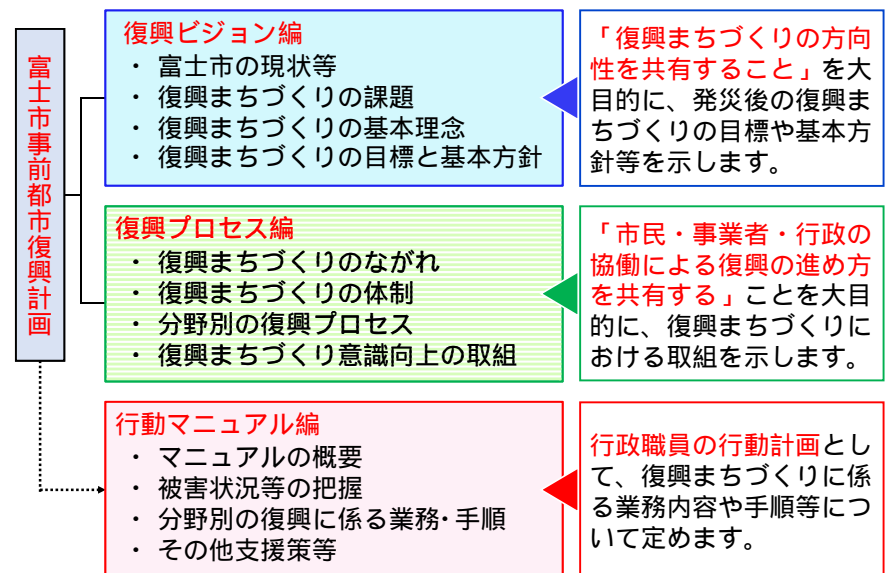 富士市事前都市復興計画
復興ビジョン編
・ 富士市の現状等
・ 復興まちづくりの課題
・ 復興まちづくりの基本理念
・ 復興まちづくりの目標と基本方針
「復興まちづくりの方向
性を共有すること」を大
目的に、発災後の復興ま
ちづくりの目標や基本方
針等を示します。
復興プロセス編
・ 復興まちづくりのながれ
・ 復興まちづくりの体制
・ 分野別の復興プロセス
・ 復興まちづくり意識向上の取組
「市民・事業者・行政の
協働による復興の進め方
を共有する」ことを大目
的に、復興まちづくりに
おける取組を示します。
行動マニュアル編
・ マニュアルの概要
・ 被害状況等の把握
・ 分野別の復興に係る業務・手順
・ その他支援策等
行政職員の行動計画とし
て、復興まちづくりに係
る業務内容や手順等につ
いて定めます。